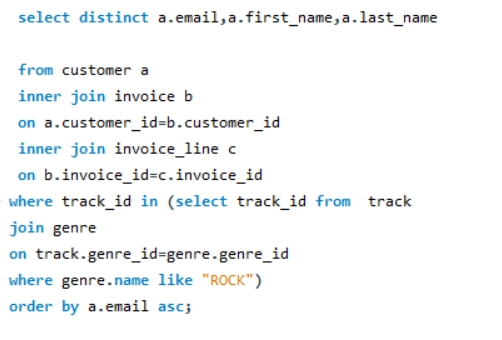 select distinct a.email,a.first_name,a.last_name
from customer a
inner join invoice b
on a.customer_id=b.customer_id
inner join invoice_line c
on b.invoice_id=c.invoice_id
where track_id in (select track_id from  track
join genre
on track.genre_id=genre.genre_id
where genre.name like "ROCK")
order by a.email asc;